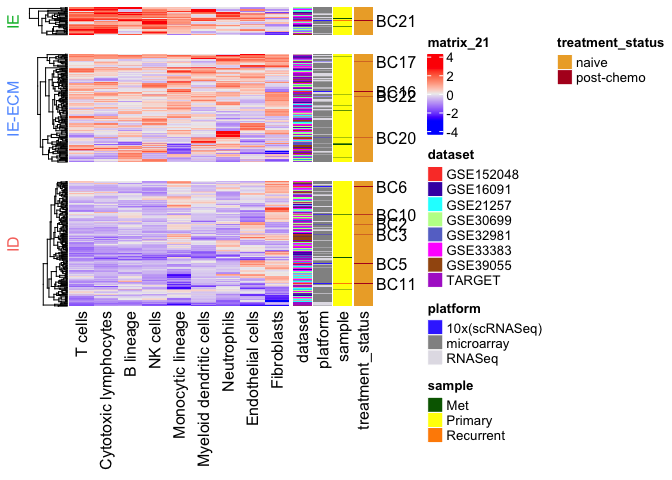 IE
IE-ECM
ID
BC21
BC17
BC16
BC22
BC20
BC6
BC10
BC2
BC3
BC5
BC11
T cells
Cytotoxic lymphocytes
B lineage
NK cells
Monocytic lineage
Myeloid dendritic cells
Neutrophils
Endothelial cells
Fibroblasts
dataset
platform
sample
treatment_status
matrix_21
4
2
0
-2
-4
dataset
GSE152048
GSE16091
GSE21257
GSE30699
GSE32981
GSE33383
GSE39055
TARGET
platform
10x(scRNASeq)
microarray
RNASeq
sample
Met
Primary
Recurrent
treatment_status
naive
post-chemo